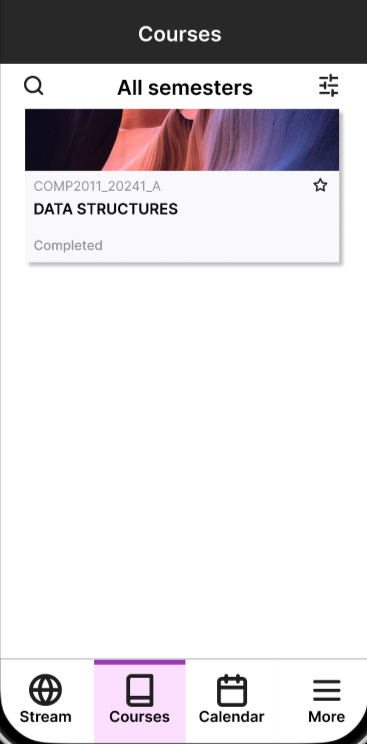 Courses
All semesters
COMP2011_20241_A
DATA STRUCTURES
Completed
Stream
Courses
Calendar
More